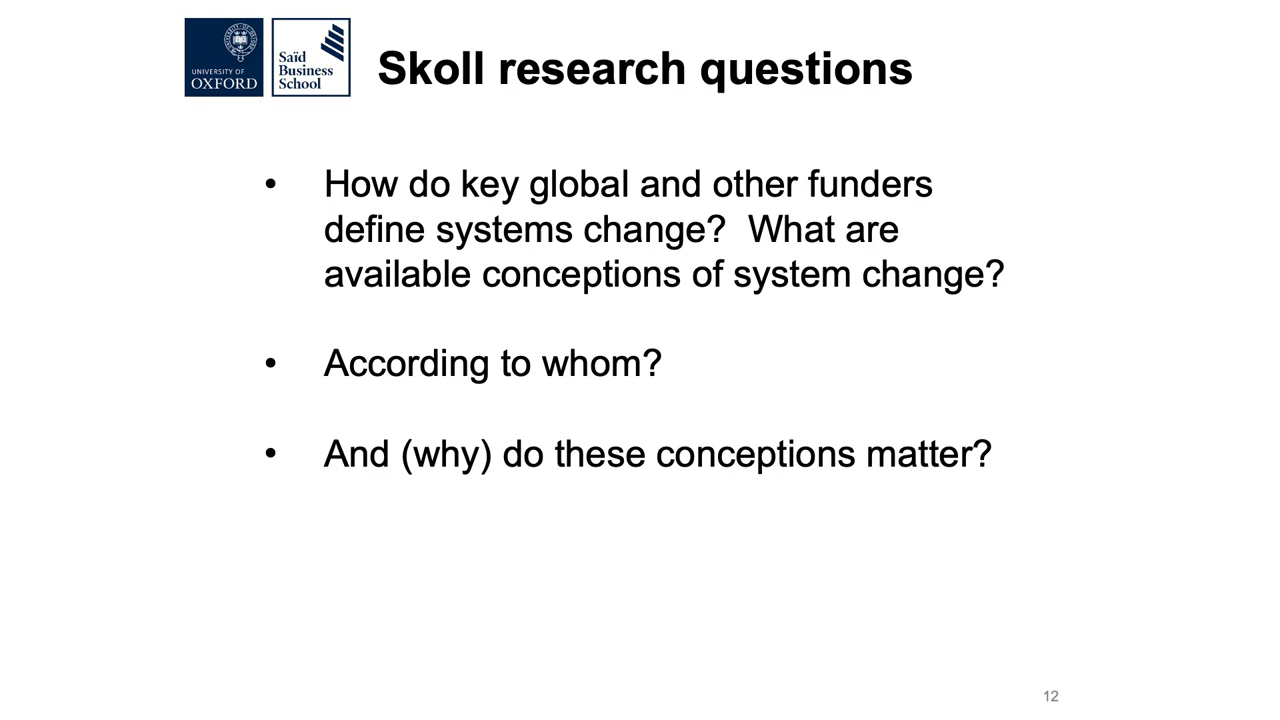 UNIVERSITY OF
OXFORD
Saïd
Business
School
Skoll research questions
• How do key global and other funders
define systems change?  What are
available conceptions of system change?
• According to whom?
• And (why) do these conceptions matter?
12